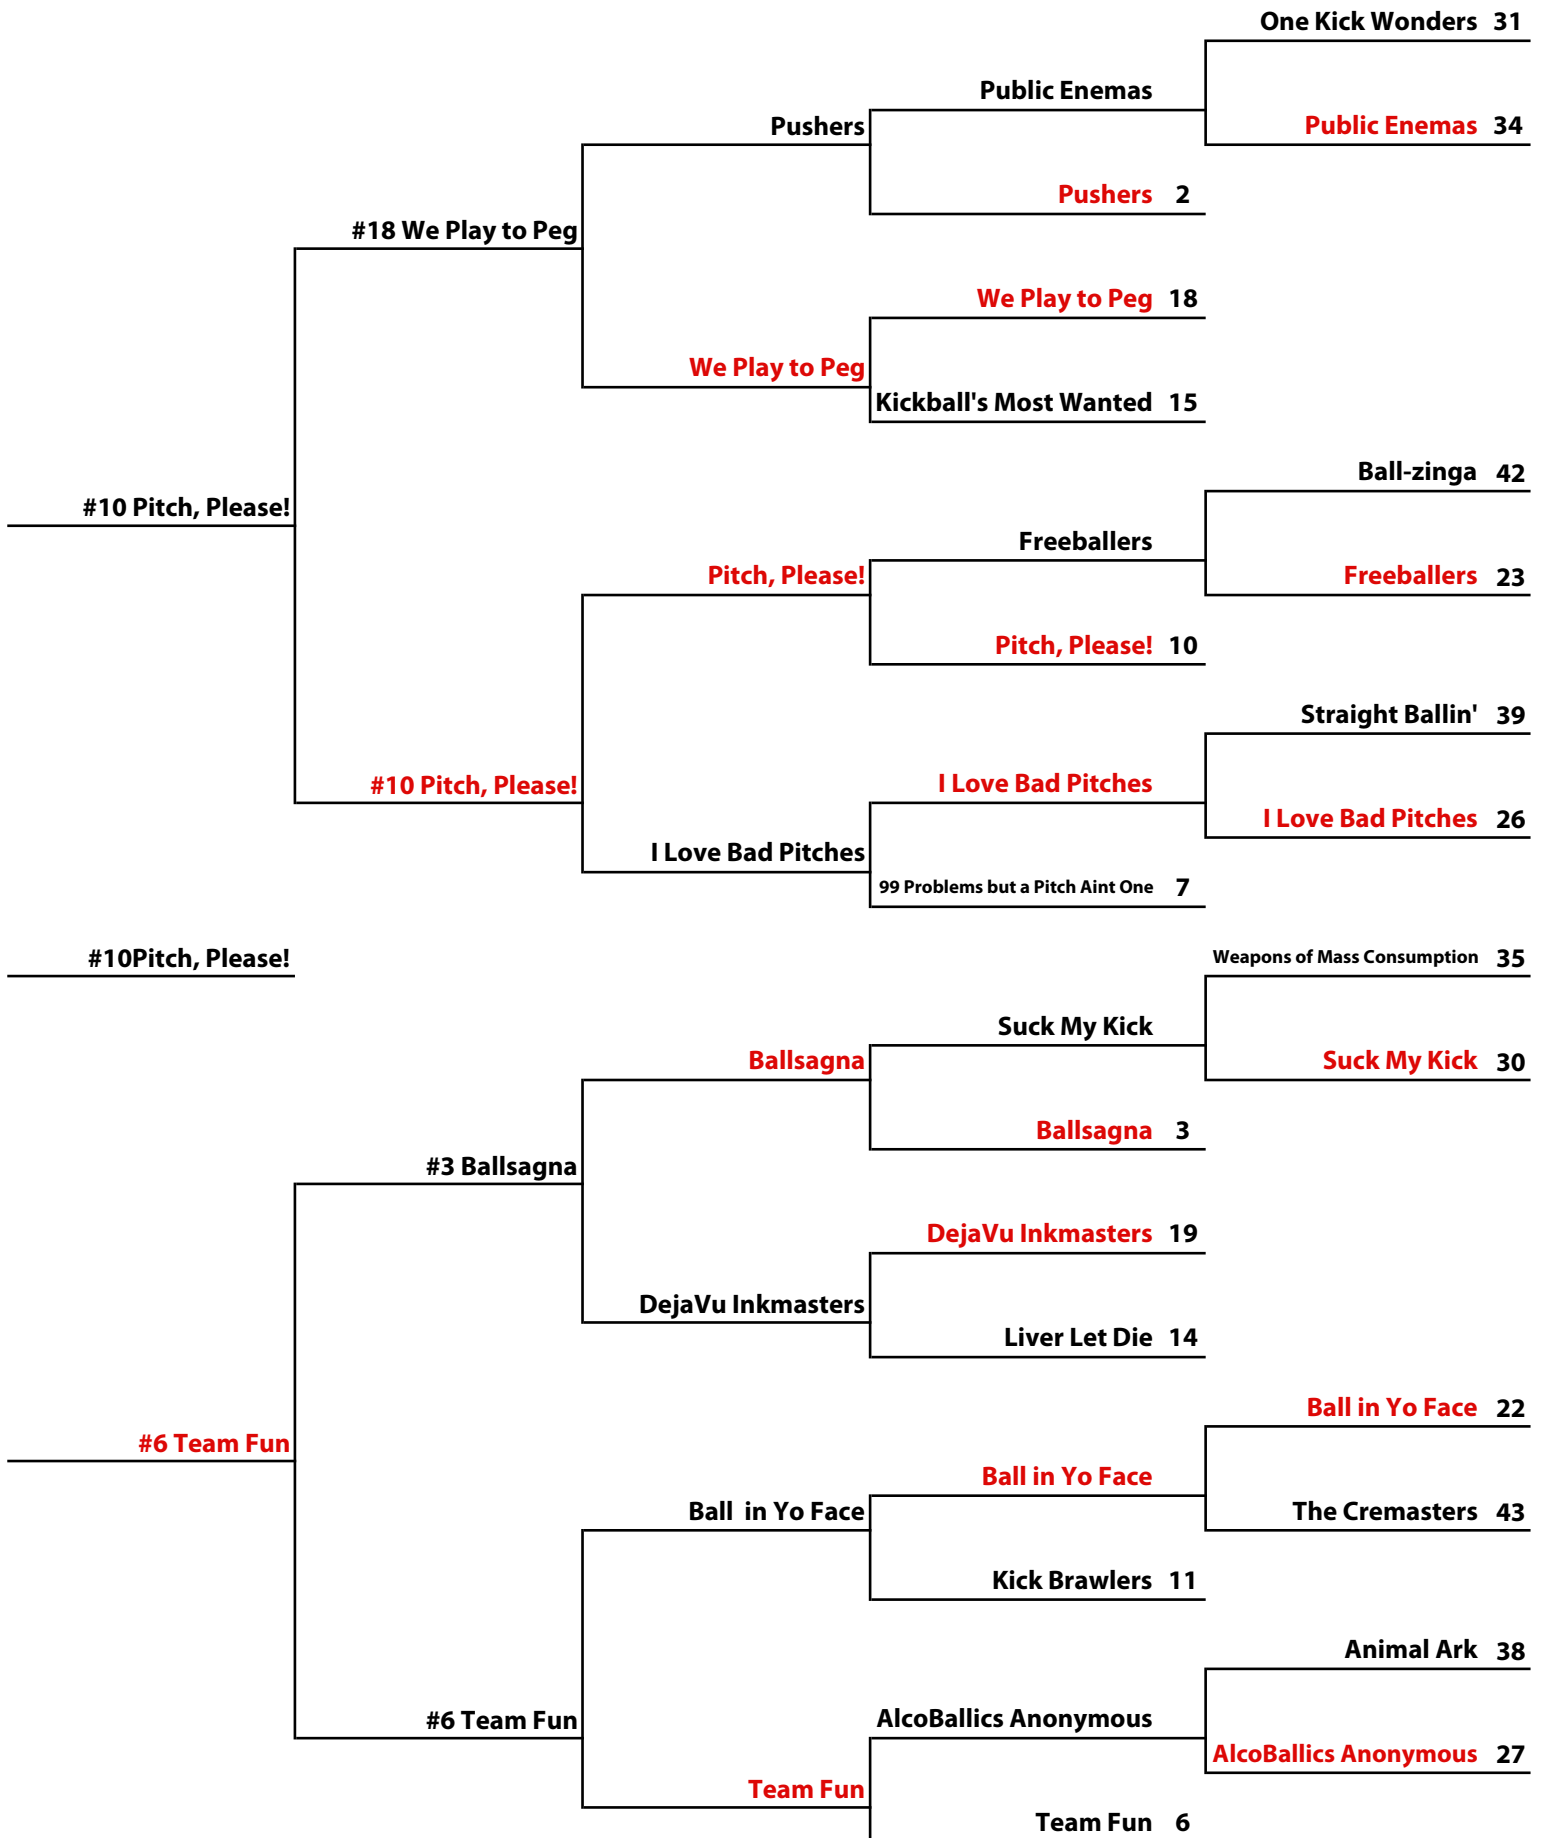 One Kick Wonders 31
Public Enemas
Pushers
Public Enemas 34
Pushers 2
#18 We Play to Peg
We Play to Peg 18
We Play to Peg
Kickball's Most Wanted 15
Ball-zinga 42
#10 Pitch, Please!
Freeballers
Pitch, Please!
Freeballers 23
Pitch, Please! 10
Straight Ballin' 39
#10 Pitch, Please!
I Love Bad Pitches
I Love Bad Pitches 26
I Love Bad Pitches
99 Problems but a Pitch Aint One 7
#10Pitch, Please!
Weapons of Mass Consumption 35
Suck My Kick
Ballsagna
Suck My Kick 30
Ballsagna 3
#3 Ballsagna
DejaVu Inkmasters 19
DejaVu Inkmasters
Liver Let Die 14
Ball in Yo Face 22
#6 Team Fun
Ball in Yo Face
Ball  in Yo Face
The Cremasters 43
Kick Brawlers 11
Animal Ark 38
#6 Team Fun
AlcoBallics Anonymous
AlcoBallics Anonymous 27
Team Fun
Team Fun 6